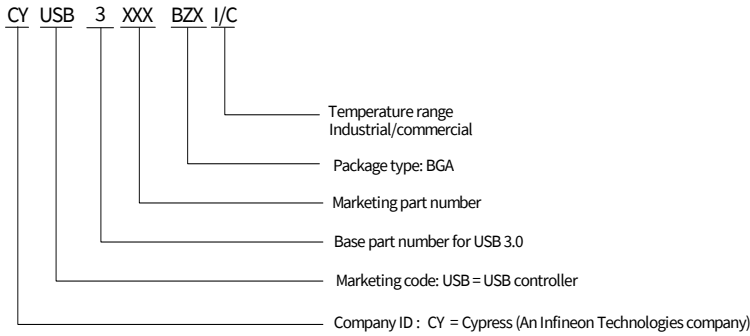 CY USB 3 XXX BZX I/C
Temperature range
Industrial/commercial
Package type: BGA
Marketing part number
Base part number for USB 3.0
Marketing code: USB = USB controller
Company ID : CY = Cypress (An Infineon Technologies company)